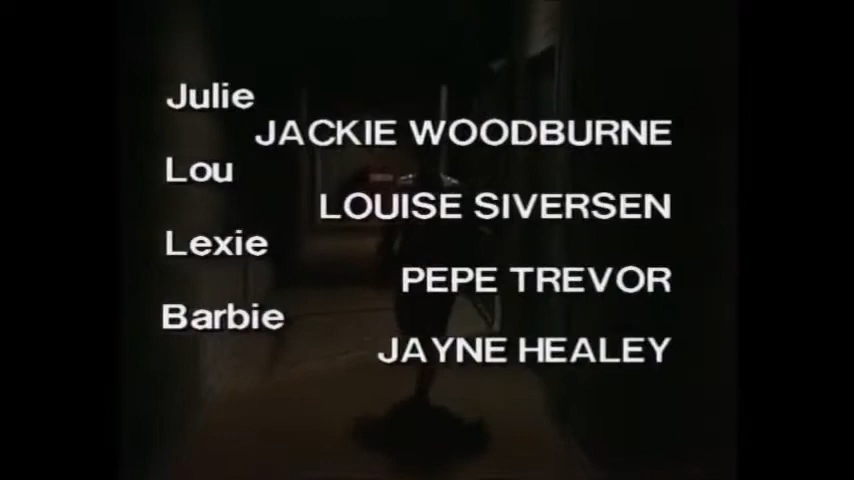 Julie
JACKIE WOODBURNE
Lou
LOUISE SIVERSEN
Lexie
PEPE TREVOR
Barbie
JAYNE HEALEY